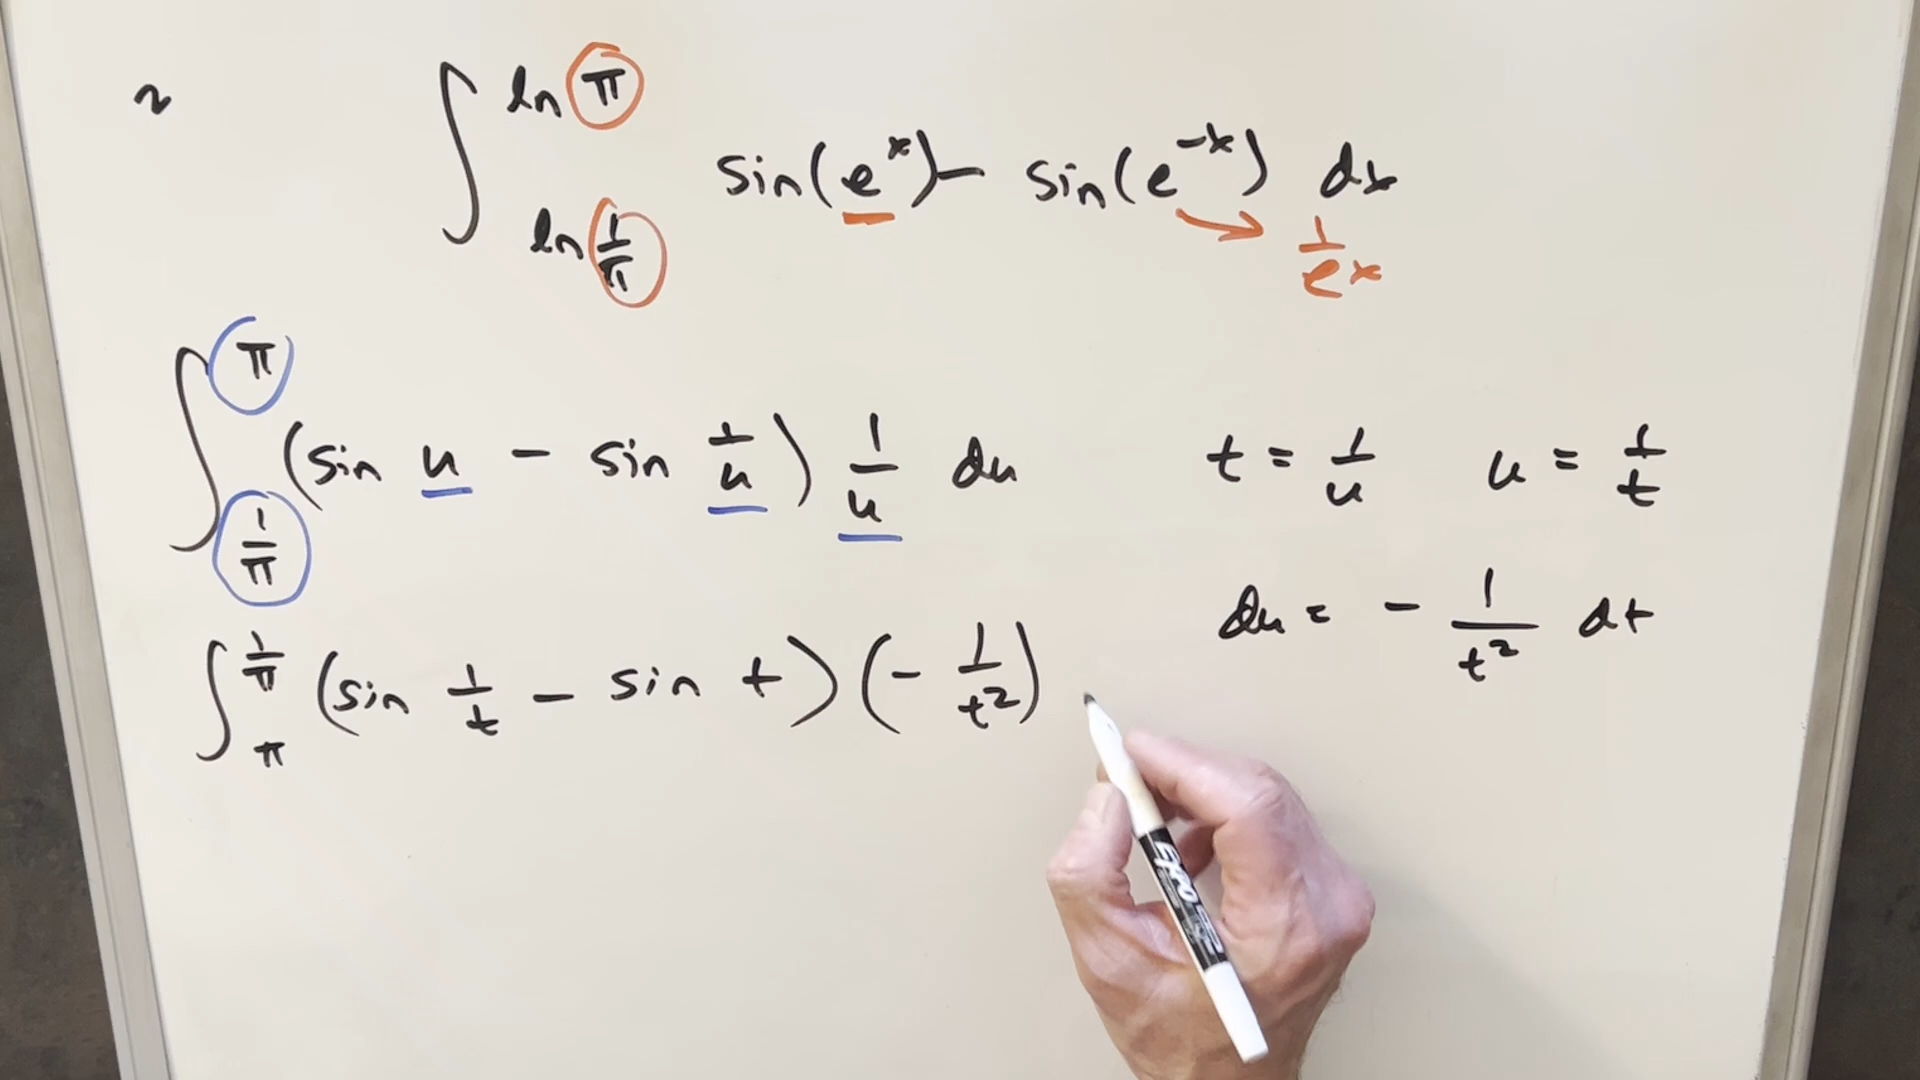 ~ ∫ ln π ln 1/π sin(e^x) - sin(e^-x) dx
1/e^x
∫ π 1/π (sin u - sin 1/u) 1/u du t = 1/u u = 1/t
du = - 1/t² dt
∫ 1/π π (sin 1/t - sin t)(- 1/t²)
EXPO